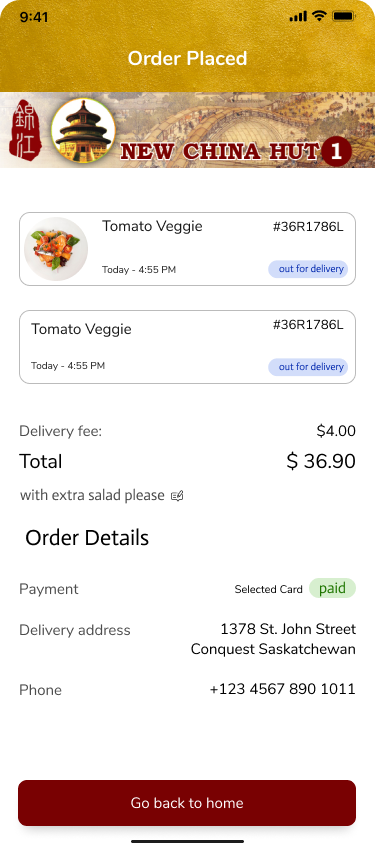 9:41
Order Placed
錦江
NEW CHINA HUT 1
Tomato Veggie #36R1786L
Today - 4:55 PM out for delivery
Tomato Veggie #36R1786L
Today - 4:55 PM out for delivery
Delivery fee: $4.00
Total $ 36.90
with extra salad please
Order Details
Payment Selected Card paid
Delivery address 1378 St. John Street
Conquest Saskatchewan
Phone +123 4567 890 1011
Go back to home